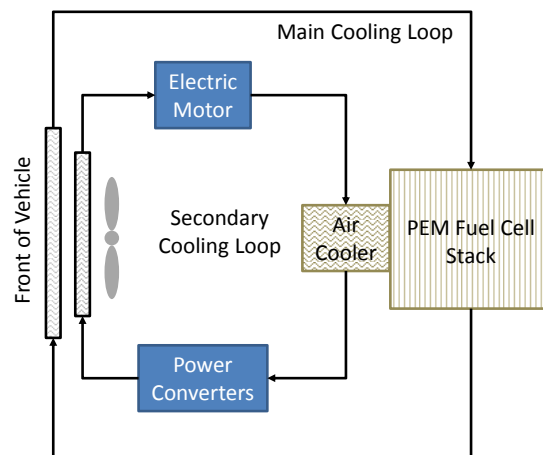 Main Cooling Loop
Electric
Motor
Front of Vehicle
Secondary
Cooling Loop
Air
Cooler
PEM Fuel Cell
Stack
Power
Converters